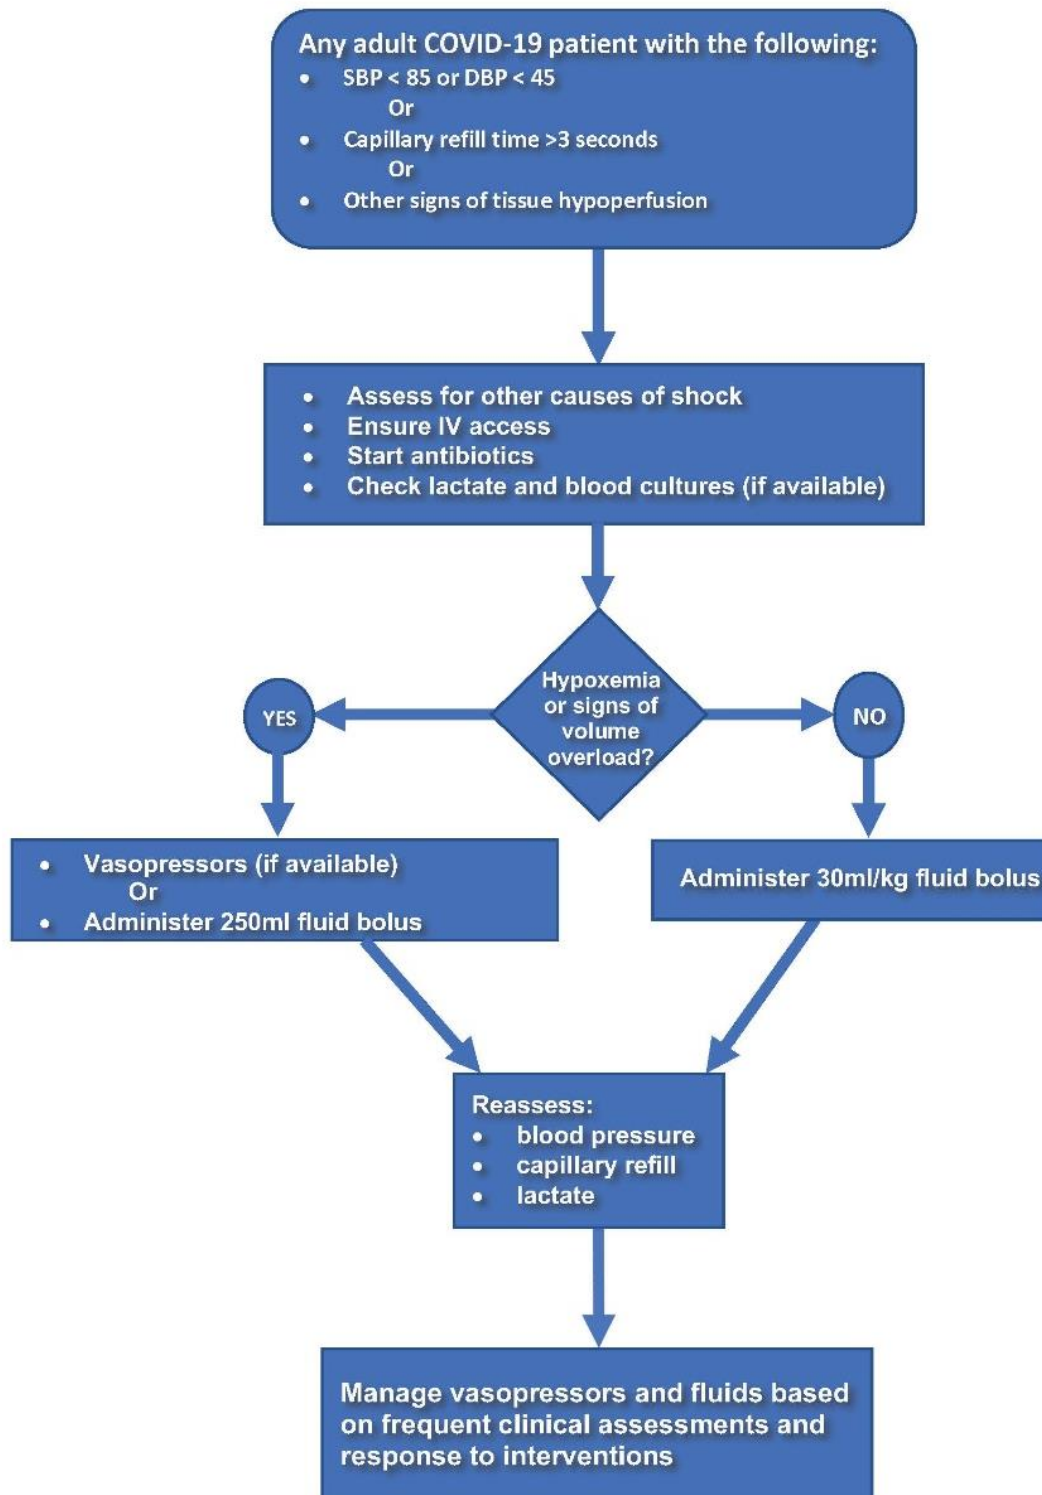 Any adult COVID-19 patient with the following:
• SBP < 85 or DBP < 45
Or
• Capillary refill time >3 seconds
Or
• Other signs of tissue hypoperfusion
• Assess for other causes of shock
• Ensure IV access
• Start antibiotics
• Check lactate and blood cultures (if available)
Hypoxemia
or signs of
volume
overload?
YES
NO
• Vasopressors (if available)
Or
• Administer 250ml fluid bolus
Administer 30ml/kg fluid bolus
Reassess:
• blood pressure
• capillary refill
• lactate
Manage vasopressors and fluids based
on frequent clinical assessments and
response to interventions